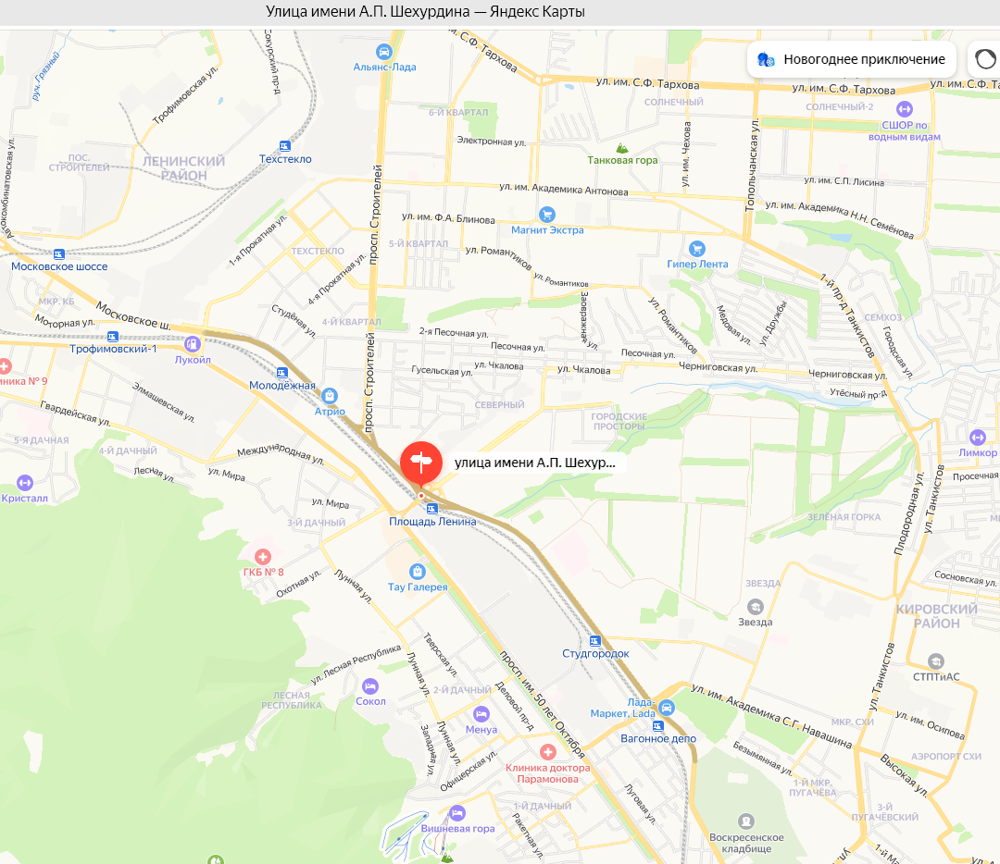 Улица имени А.П. Шехурдина — Яндекс Карты
Новогоднее приключение
Альянс-Лада
Сокурский пр-д
руч. Грязный
Трофимовская ул.
ул. им. С.Ф. Тархова
ул. им. С.Ф. Тархова
ул. им. С.Ф. Тархова
СОЛНЕЧНЫЙ
СОЛНЕЧНЫЙ-2
6-Й КВАРТАЛ
СШОР по
водным видам
Электронная ул.
Танковая гора
ул. им. Чехова
Топольчанская ул.
Техстекло
ПОС.
СТРОИТЕЛЕЙ
ЛЕНИНСКИЙ
РАЙОН
ул. им. С.П. Лисина
ул. им. Академика Антонова
ул. им. Академика Н.Н. Семёнова
просп. Строителей
ул. им. Ф.А. Блинова
Магнит Экстра
1-я Прокатная ул.
ТЕХСТЕКЛО
5-Й КВАРТАЛ
ул. Романтиков
ул. Романтиков
Гипер Лента
Московское шоссе
4-я Прокатная ул.
1-й пр-д Танкистов
МКР. КБ
Московское ш.
Студёная ул.
4-Й КВАРТАЛ
Заовражная ул.
ул. Романтиков
Медовая ул.
ул. Дружбы
СЕМХОЗ
Городская ул.
Моторная ул.
Трофимовский-1
Лукойл
2-я Песочная ул.
Песочная ул.
Песочная ул.
просп. Строителей
Гусельская ул.
ул. Чкалова
ул. Чкалова
Черниговская ул.
Черниговская ул.
Утёсный пр-д
Молодёжная
Атрио
Элмашевская ул.
Гвардейская ул.
СЕВЕРНЫЙ
ГОРОДСКИЕ
ПРОСТОРЫ
5-Я ДАЧНАЯ
4-Й ДАЧНЫЙ
Международная ул.
улица имени А.П. Шехур...
Лимкор
Кристалл
Лесная ул.
ул. Мира
ул. Мира
3-Й ДАЧНЫЙ
Площадь Ленина
ЗЕЛЁНАЯ ГОРКА
Плодородная ул.
ул. Танкистов
Просечная
ГКБ № 8
Охотная ул.
Лунная ул.
Тау Галерея
ЗВЕЗДА
Звезда
Сосновская ул.
КИРОВСКИЙ
РАЙОН
Студгородок
ул. Танкистов
СТПТиАС
ул. Лесная Республика
ЛЕСНАЯ
РЕСПУБЛИКА
Сокол
Лунная ул.
Тверская ул.
2-Й ДАЧНЫЙ
Деловой пр-д
просп. им. 50 лет Октября
Менуа
Лада-
Маркет, Lada
Вагонное депо
ул. им. Академика С.Г. Навашина
МКР. СХИ
ул. им. Осипова
АЭРОПОРТ СХИ
Высокая ул.
Безымянная ул.
Западная ул.
Лунная ул.
Офицерская ул.
Клиника доктора
Парамонова
1-Й ДАЧНЫЙ
Луговая ул.
1-Й МКР.
ПУГАЧЁВА
3-Й
ПУГАЧЁВСКИЙ
Вишневая гора
Ракетная ул.
Воскресенское
кладбище